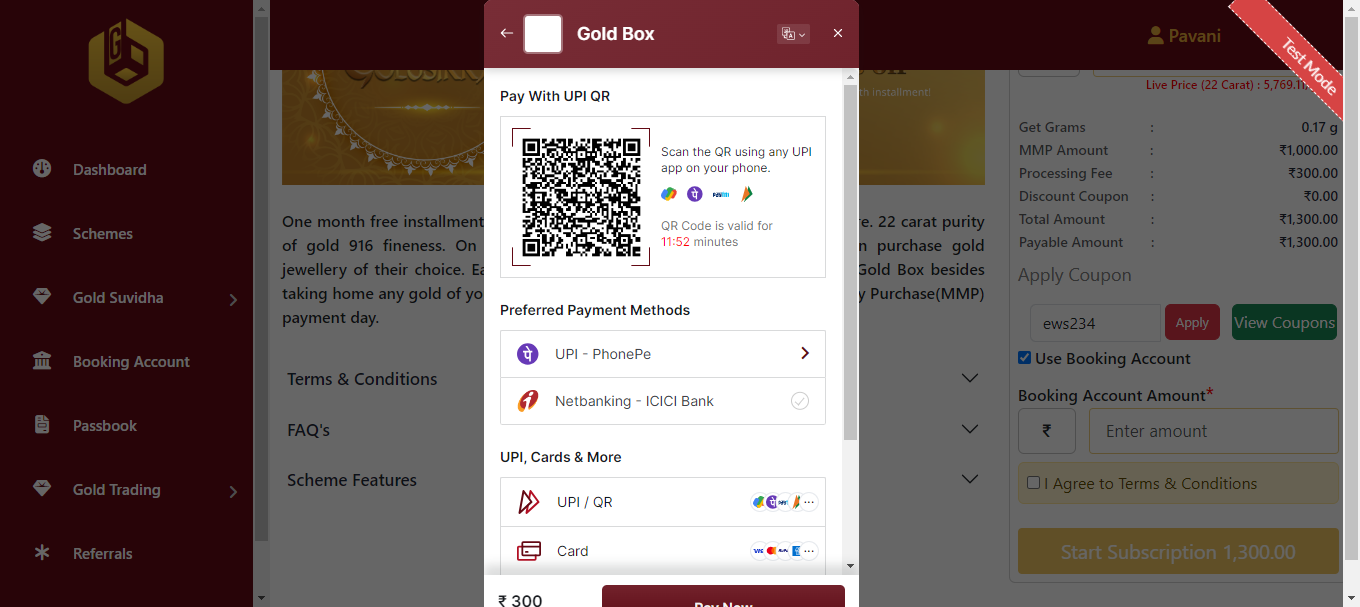 Dashboard
Schemes
Gold Suvidha
Booking Account
Passbook
Gold Trading
Referrals
Pavani
Test Mode
th installment!
One month free installment
re. 22 carat purity
of gold 916 fineness. On
n purchase gold
jewellery of their choice. Ea
Gold Box besides
taking home any gold of yo
y Purchase(MMP)
payment day.
Terms & Conditions
FAQ's
Scheme Features
Gold Box
Pay With UPI QR
Scan the QR using any UPI
app on your phone.
QR Code is valid for
11:52 minutes
Preferred Payment Methods
UPI - PhonePe
Netbanking - ICICI Bank
UPI, Cards & More
UPI / QR
Card
₹ 300
Pay Now
Live Price (22 Carat) : 5,769.11
Get Grams : 0.17 g
MMP Amount : ₹1,000.00
Processing Fee : ₹300.00
Discount Coupon : ₹0.00
Total Amount : ₹1,300.00
Payable Amount : ₹1,300.00
Apply Coupon
ews234 Apply View Coupons
Use Booking Account
Booking Account Amount*
₹ Enter amount
I Agree to Terms & Conditions
Start Subscription 1,300.00